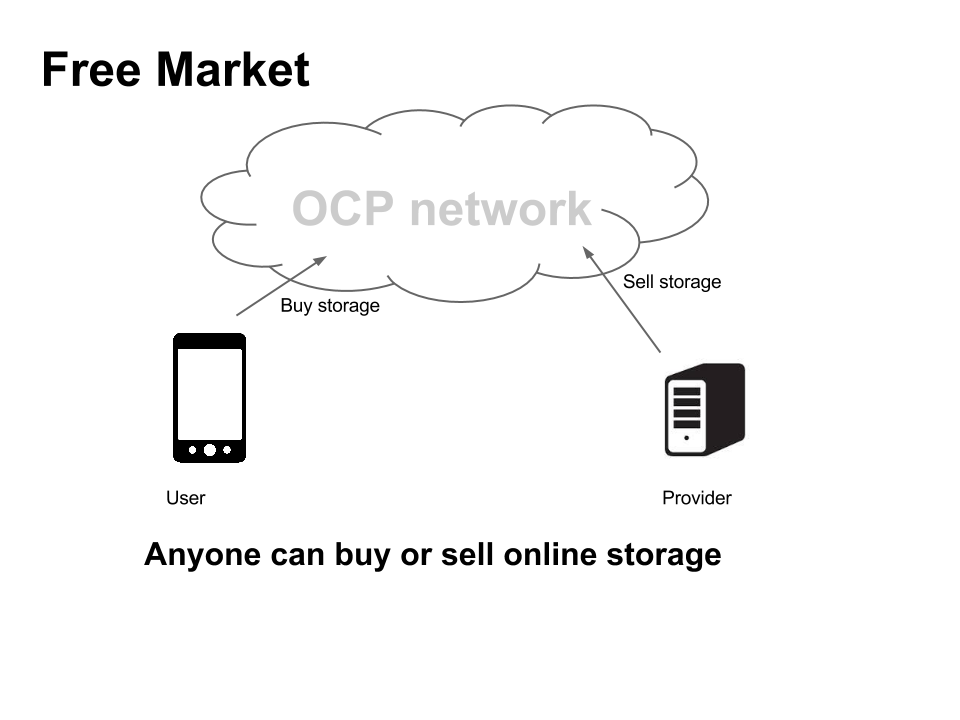 Free Market
OCP network
Sell storage
Buy storage
User
Provider
Anyone can buy or sell online storage